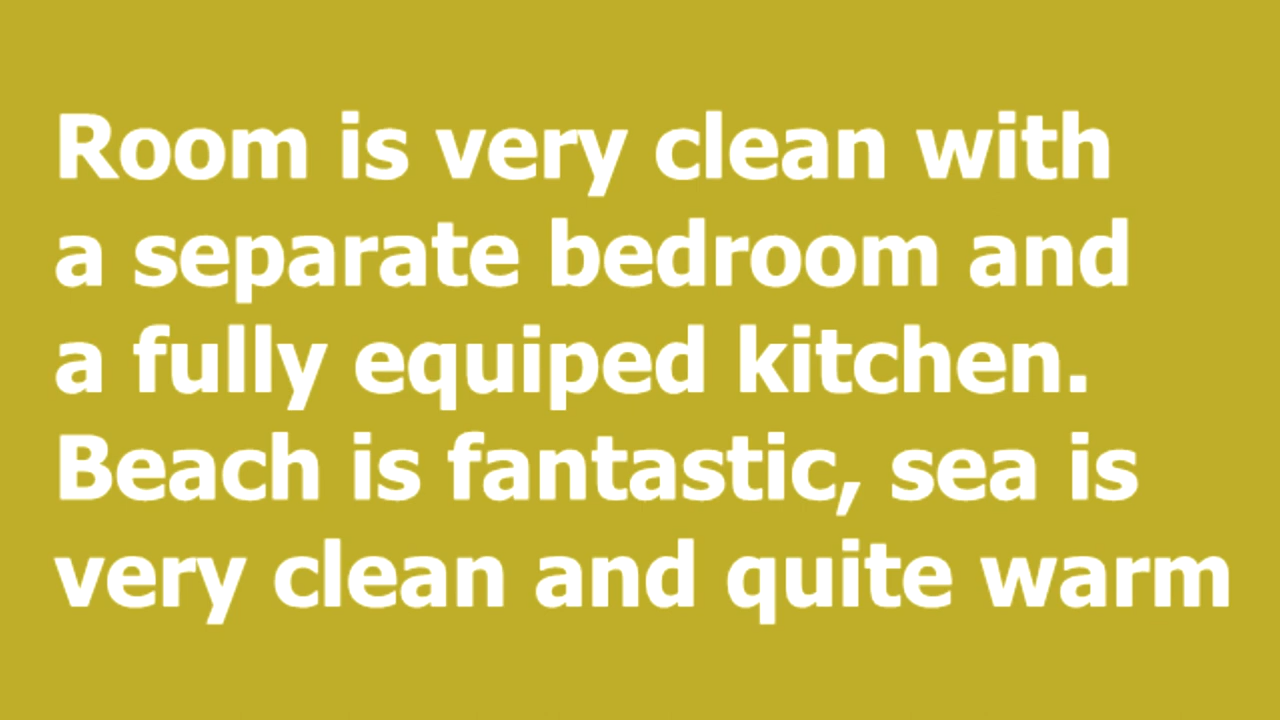 Room is very clean with
a separate bedroom and
a fully equiped kitchen.
Beach is fantastic, sea is
very clean and quite warm